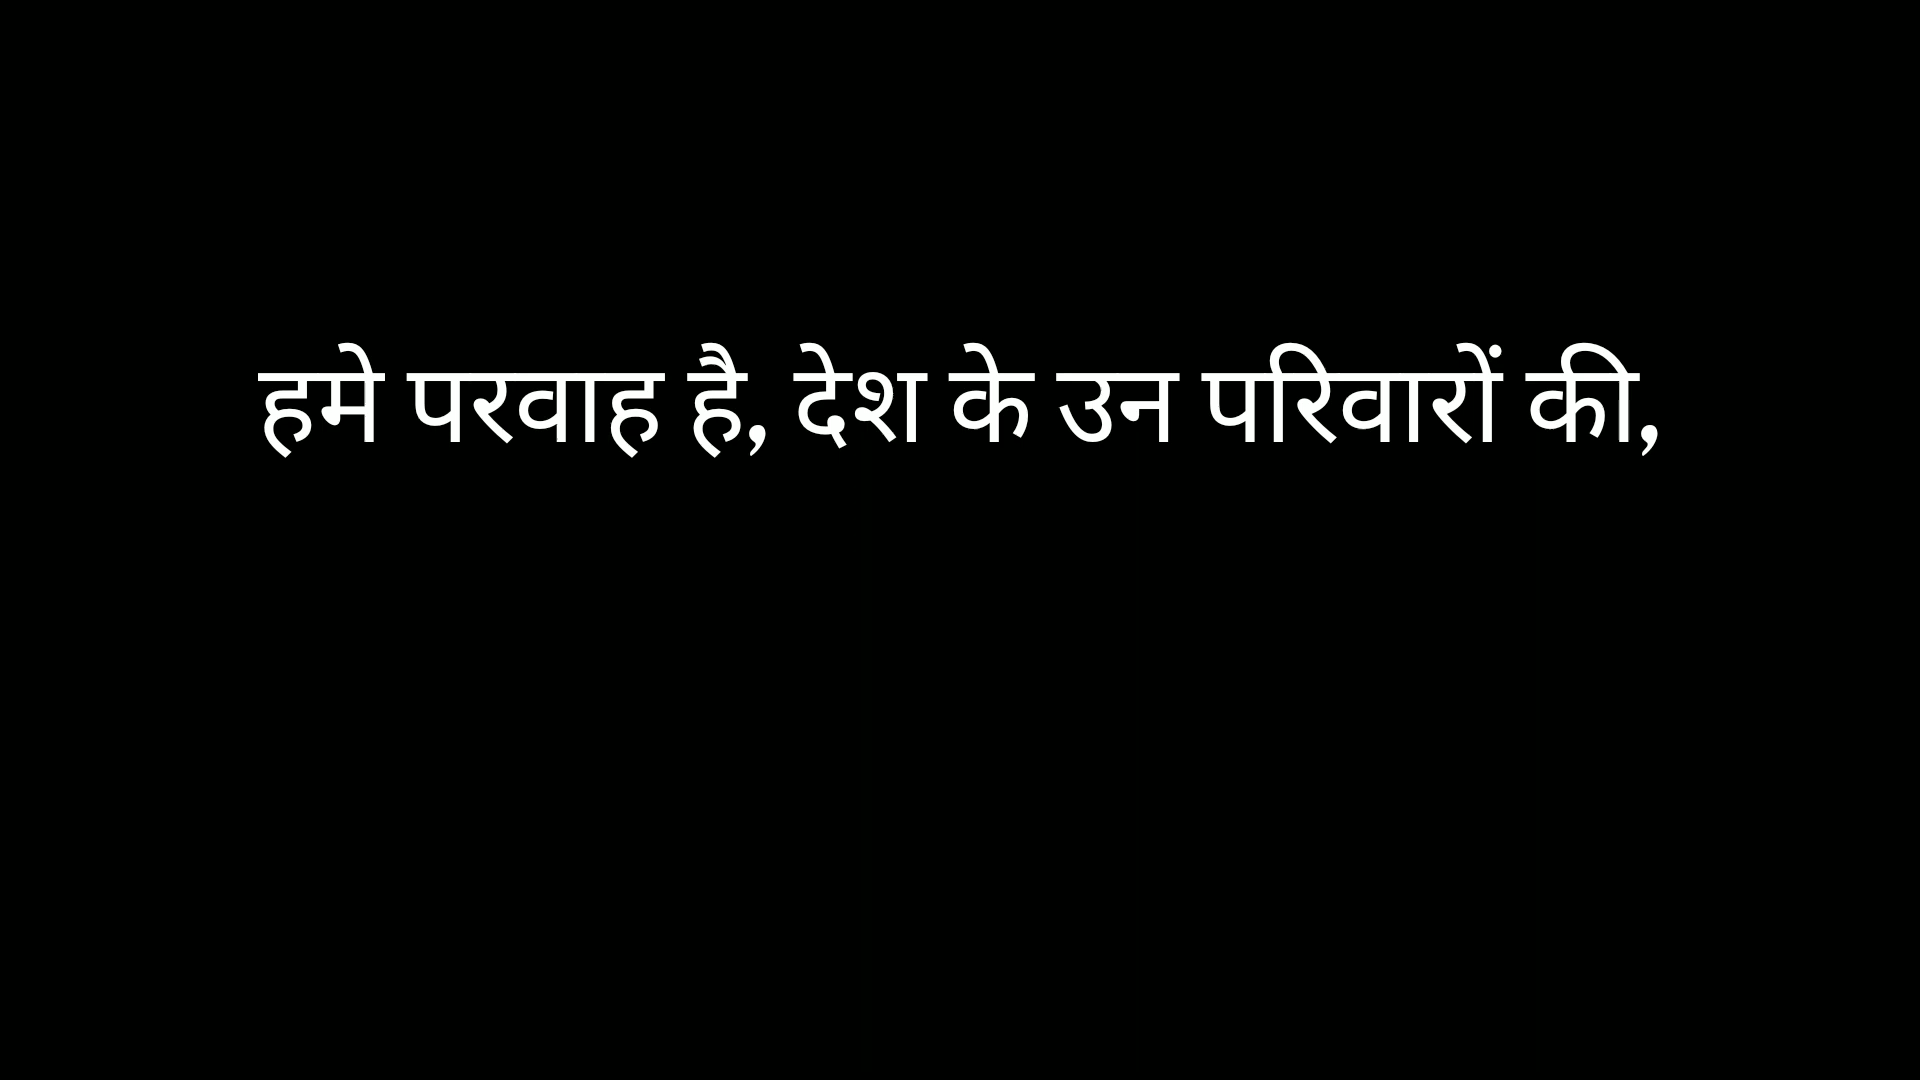 हमे परवाह है, देश के उन परिवारों की,